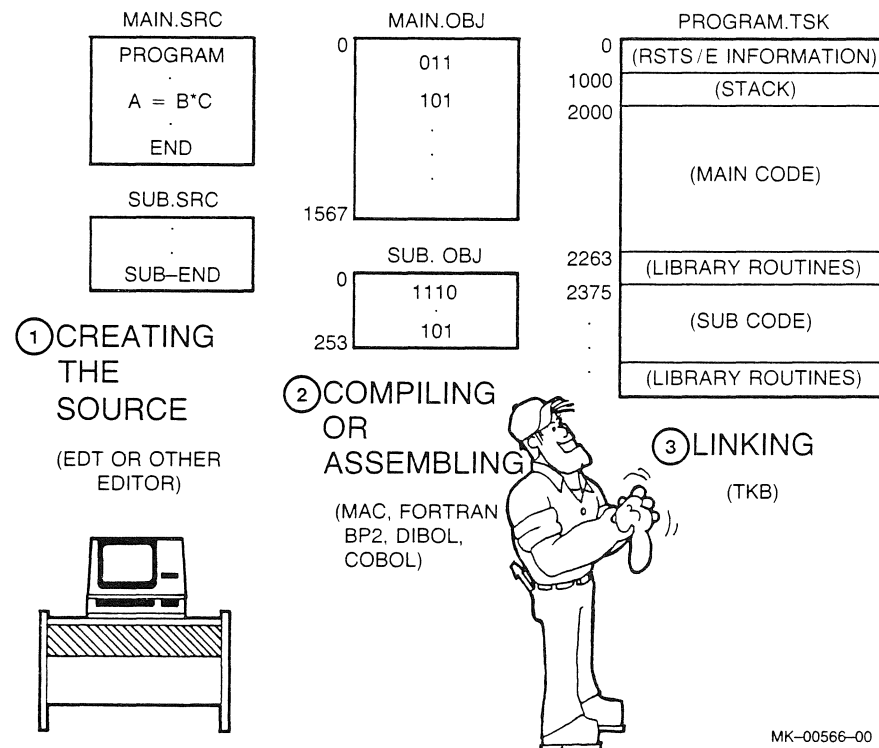 MAIN.SRC
PROGRAM
.
A = B*C
.
END
SUB.SRC
.
.
SUB–END
① CREATING
THE
SOURCE
(EDT OR OTHER
EDITOR)
MAIN.OBJ
0
011
101
.
.
.
1567
SUB. OBJ
0
1110
.
101
253
② COMPILING
OR
ASSEMBLING
(MAC, FORTRAN
BP2, DIBOL,
COBOL)
PROGRAM.TSK
0
(RSTS/E INFORMATION)
1000
(STACK)
2000
(MAIN CODE)
2263
(LIBRARY ROUTINES)
2375
.
(SUB CODE)
.
.
(LIBRARY ROUTINES)
③ LINKING
(TKB)
MK–00566–00